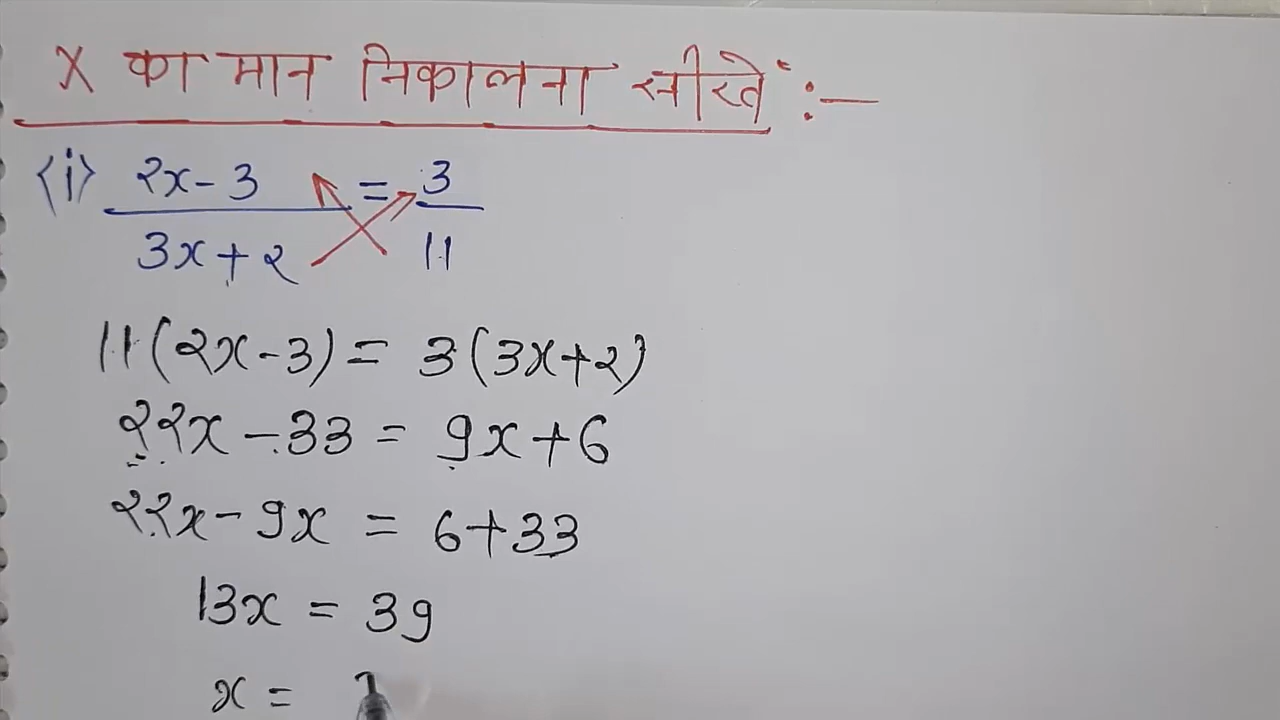 X का मान निकालना सीखें :-
<i> 2x-3 / 3x+2 = 3 / 11
11(2x-3) = 3(3x+2)
22x-33 = 9x+6
22x-9x = 6+33
13x = 39
x =